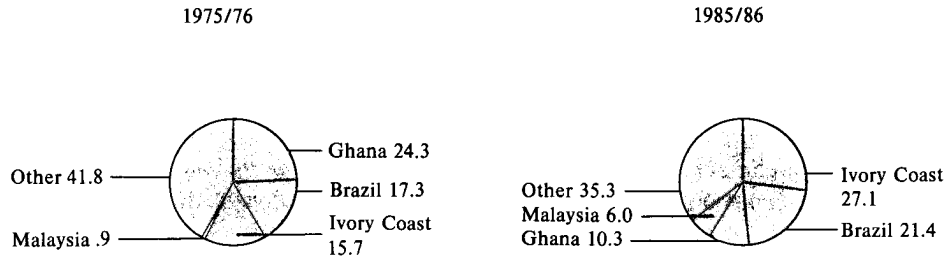 1975/76
Ghana 24.3
Brazil 17.3
Ivory Coast
15.7
Malaysia .9
Other 41.8
1985/86
Ivory Coast
27.1
Brazil 21.4
Ghana 10.3
Malaysia 6.0
Other 35.3